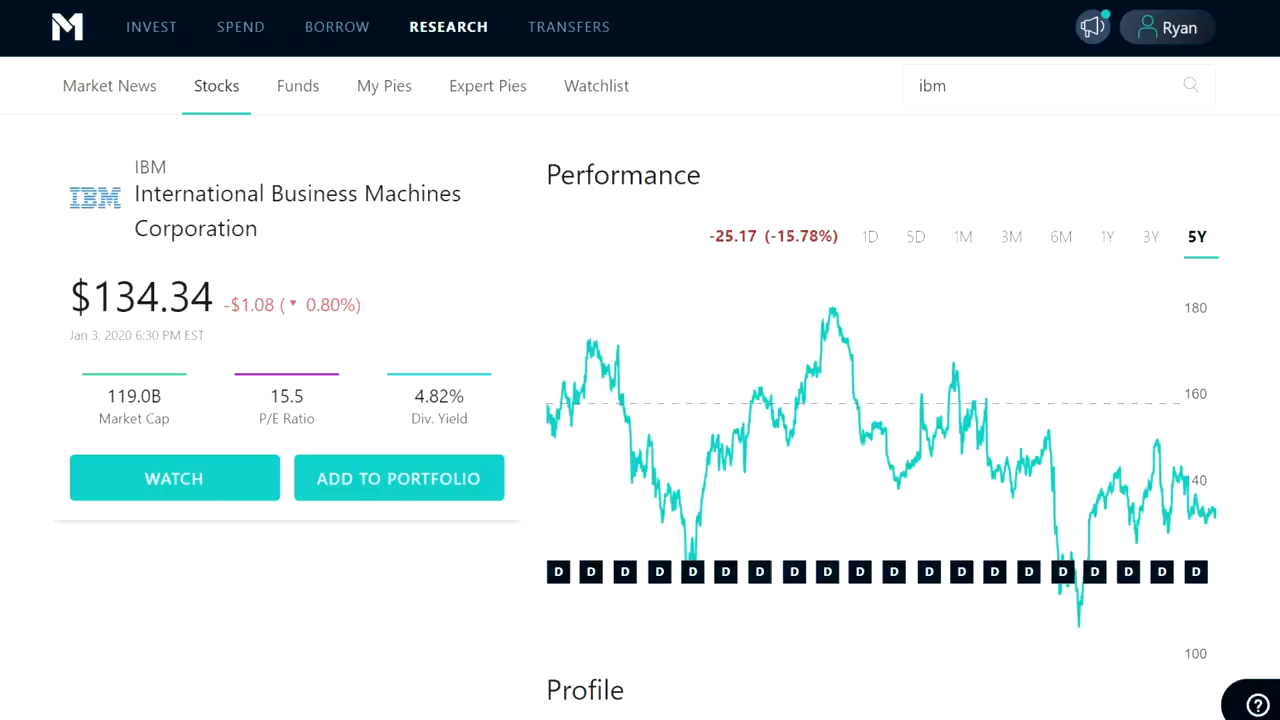 INVEST SPEND BORROW RESEARCH TRANSFERS Ryan
Market News Stocks Funds My Pies Expert Pies Watchlist ibm
IBM
IBM
International Business Machines
Corporation
$134.34 -$1.08 (▼ 0.80%)
Jan 3, 2020 6:30 PM EST
119.0B 15.5 4.82%
Market Cap P/E Ratio Div. Yield
WATCH ADD TO PORTFOLIO
Performance
-25.17 (-15.78%) 1D 5D 1M 3M 6M 1Y 3Y 5Y
180
160
40
D D D D D D D D D D D D D D D D D D D D
100
Profile
?